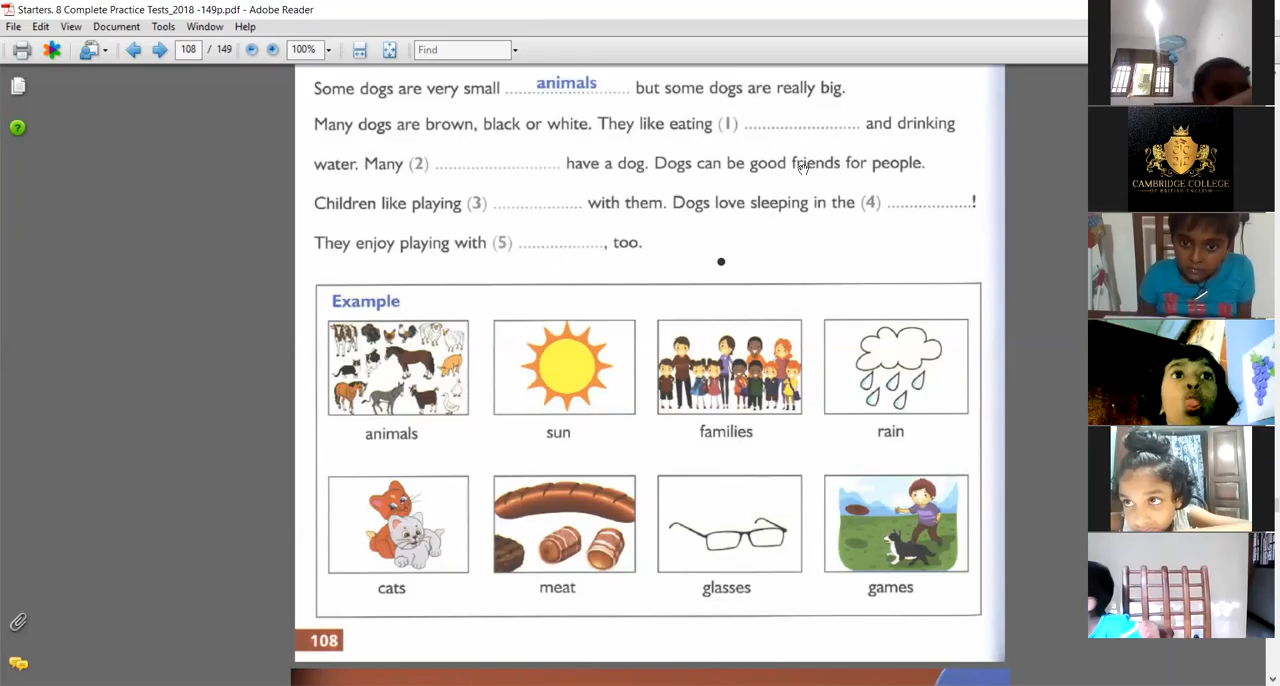 Starters. 8 Complete Practice Tests_2018 -149p.pdf - Adobe Reader
File Edit View Document Tools Window Help
108 / 149 100% Find
Some dogs are very small ....animals.... but some dogs are really big.
Many dogs are brown, black or white. They like eating (1) ........................ and drinking
water. Many (2) ........................ have a dog. Dogs can be good friends for people.
Children like playing (3) ........................ with them. Dogs love sleeping in the (4) ........................!
They enjoy playing with (5) ........................, too.
Example
animals sun families rain
cats meat glasses games
108
CAMBRIDGE COLLEGE
OF BRITISH ENGLISH